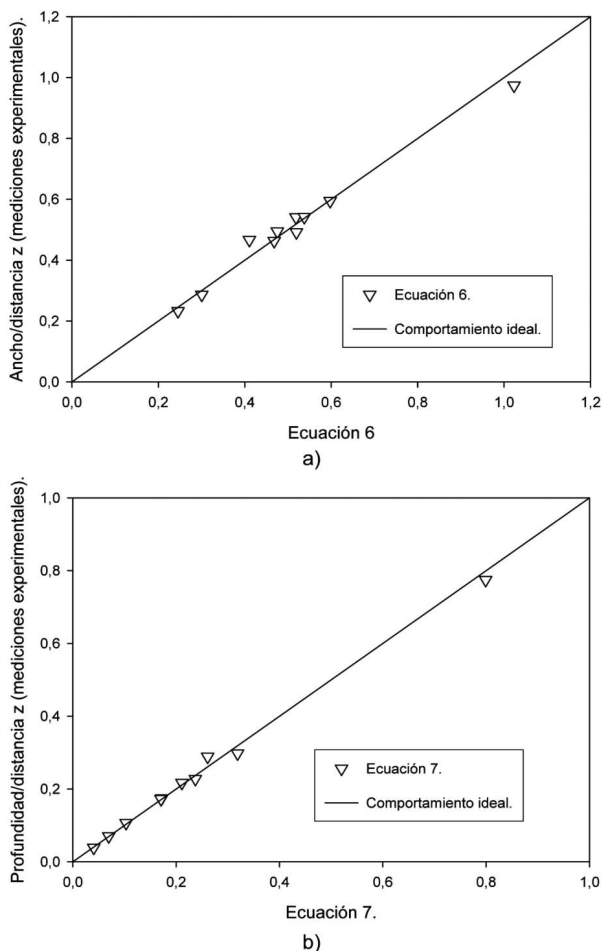 Ancho/distancia z (mediciones experimentales).
1,2
1,0
0,8
0,6
0,4
0,2
0,0
Ecuación 6.
Comportamiento ideal.
0,0 0,2 0,4 0,6 0,8 1,0 1,2
Ecuación 6
a)
Profundidad/distancia z (mediciones experimentales).
1,0
0,8
0,6
0,4
0,2
0,0
Ecuación 7.
Comportamiento ideal.
0,0 0,2 0,4 0,6 0,8 1,0
Ecuación 7.
b)